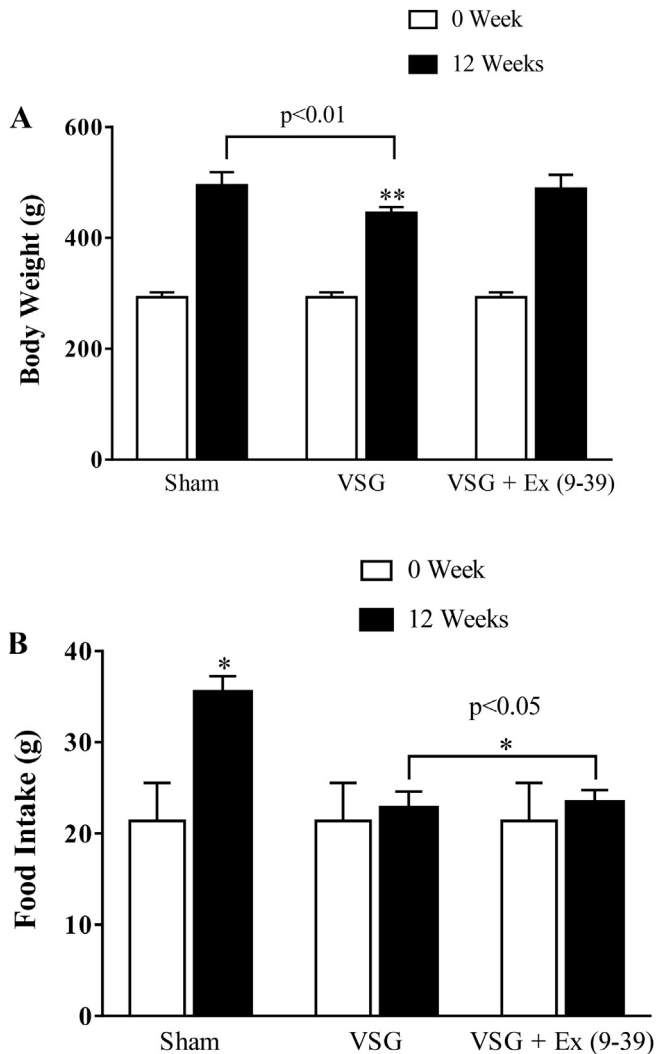 0 Week
12 Weeks
A
p<0.01
**
600
400
200
0
Body Weight (g)
Sham VSG VSG + Ex (9-39)
0 Week
12 Weeks
B
*
p<0.05
*
40
30
20
10
0
Food Intake (g)
Sham VSG VSG + Ex (9-39)